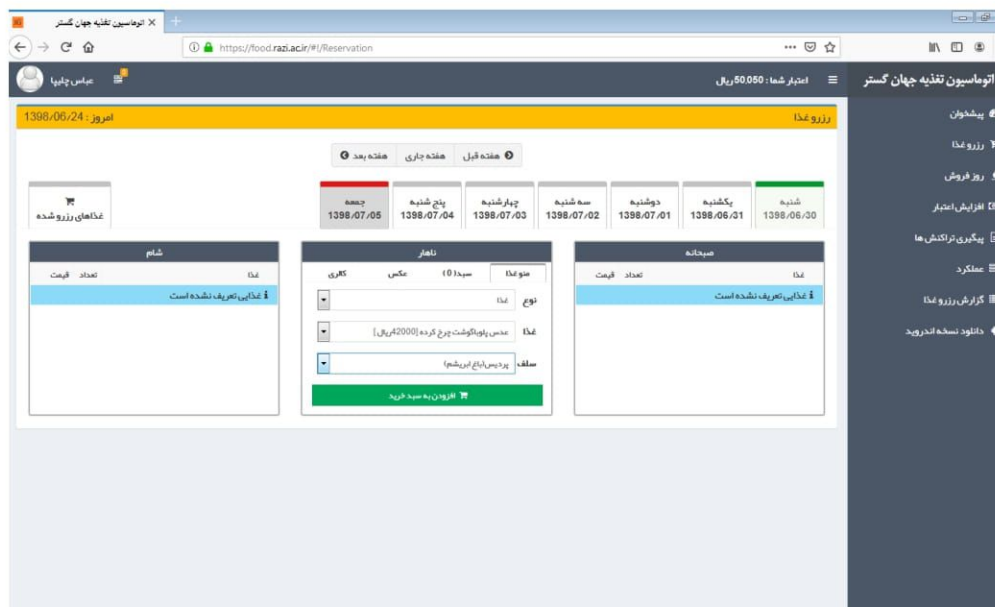 اتوماسیون تغذیه جهان گستر
https://food.razi.ac.ir/#!/Reservation
اتوماسیون تغذیه جهان گستر
اعتبار شما : 50,050 ریال
عباس چلیپا
پیشخوان
رزرو غذا
روز فروش
افزایش اعتبار
پیگیری تراکنش ها
عملکرد
گزارش رزرو غذا
دانلود نسخه اندروید
رزرو غذا
امروز : 1398/06/24
هفته قبل هفته جاری هفته بعد
شنبه یکشنبه دوشنبه سه شنبه چهارشنبه پنج شنبه جمعه
1398/06/30 1398/06/31 1398/07/01 1398/07/02 1398/07/03 1398/07/04 1398/07/05
غذاهای رزرو شده
صبحانه
غذا تعداد قیمت
غذایی تعریف نشده است
ناهار
منو غذا سبد( 0 ) عکس کالری
نوع غذا
غذا عدس پلوباگوشت چرخ کرده [42000ریال ]
سلف پردیس(باغ ابریشم)
افزودن به سبد خرید
شام
غذا تعداد قیمت
غذایی تعریف نشده است